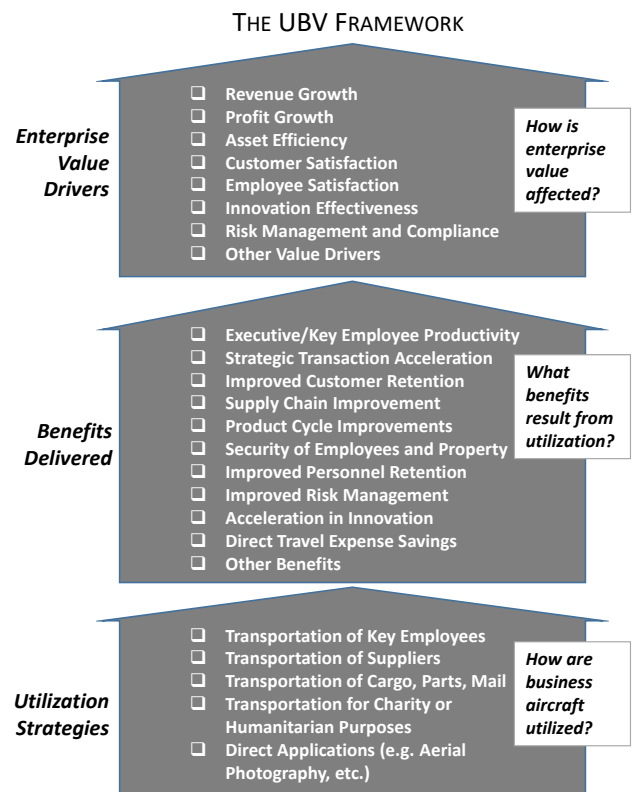 THE UBV FRAMEWORK
Enterprise
Value
Drivers
❑ Revenue Growth
❑ Profit Growth
❑ Asset Efficiency
❑ Customer Satisfaction
❑ Employee Satisfaction
❑ Innovation Effectiveness
❑ Risk Management and Compliance
❑ Other Value Drivers
How is
enterprise
value
affected?
Benefits
Delivered
❑ Executive/Key Employee Productivity
❑ Strategic Transaction Acceleration
❑ Improved Customer Retention
❑ Supply Chain Improvement
❑ Product Cycle Improvements
❑ Security of Employees and Property
❑ Improved Personnel Retention
❑ Improved Risk Management
❑ Acceleration in Innovation
❑ Direct Travel Expense Savings
❑ Other Benefits
What
benefits
result from
utilization?
Utilization
Strategies
❑ Transportation of Key Employees
❑ Transportation of Suppliers
❑ Transportation of Cargo, Parts, Mail
❑ Transportation for Charity or
Humanitarian Purposes
❑ Direct Applications (e.g. Aerial
Photography, etc.)
How are
business
aircraft
utilized?